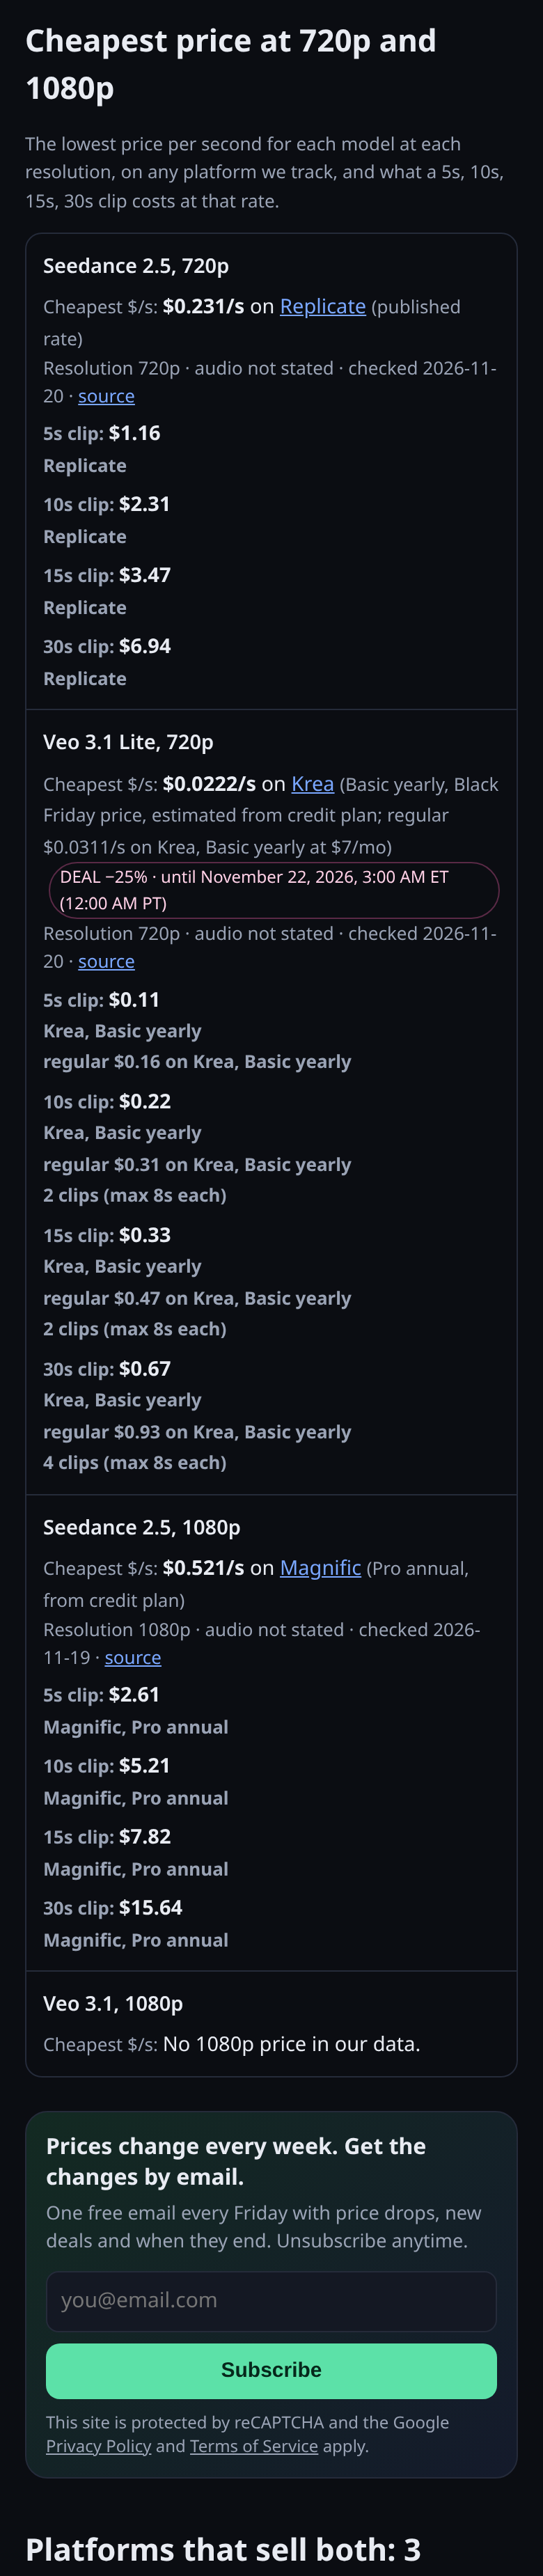 Cheapest price at 720p and
1080p
The lowest price per second for each model at each
resolution, on any platform we track, and what a 5s, 10s,
15s, 30s clip costs at that rate.
Seedance 2.5, 720p
Cheapest $/s: $0.231/s on Replicate (published
rate)
Resolution 720p · audio not stated · checked 2026-11-
20 · source
5s clip: $1.16
Replicate
10s clip: $2.31
Replicate
15s clip: $3.47
Replicate
30s clip: $6.94
Replicate
Veo 3.1 Lite, 720p
Cheapest $/s: $0.0222/s on Krea (Basic yearly, Black
Friday price, estimated from credit plan; regular
$0.0311/s on Krea, Basic yearly at $7/mo)
DEAL −25% · until November 22, 2026, 3:00 AM ET
(12:00 AM PT)
Resolution 720p · audio not stated · checked 2026-11-
20 · source
5s clip: $0.11
Krea, Basic yearly
regular $0.16 on Krea, Basic yearly
10s clip: $0.22
Krea, Basic yearly
regular $0.31 on Krea, Basic yearly
2 clips (max 8s each)
15s clip: $0.33
Krea, Basic yearly
regular $0.47 on Krea, Basic yearly
2 clips (max 8s each)
30s clip: $0.67
Krea, Basic yearly
regular $0.93 on Krea, Basic yearly
4 clips (max 8s each)
Seedance 2.5, 1080p
Cheapest $/s: $0.521/s on Magnific (Pro annual,
from credit plan)
Resolution 1080p · audio not stated · checked 2026-
11-19 · source
5s clip: $2.61
Magnific, Pro annual
10s clip: $5.21
Magnific, Pro annual
15s clip: $7.82
Magnific, Pro annual
30s clip: $15.64
Magnific, Pro annual
Veo 3.1, 1080p
Cheapest $/s: No 1080p price in our data.
Prices change every week. Get the
changes by email.
One free email every Friday with price drops, new
deals and when they end. Unsubscribe anytime.
you@email.com
Subscribe
This site is protected by reCAPTCHA and the Google
Privacy Policy and Terms of Service apply.
Platforms that sell both: 3